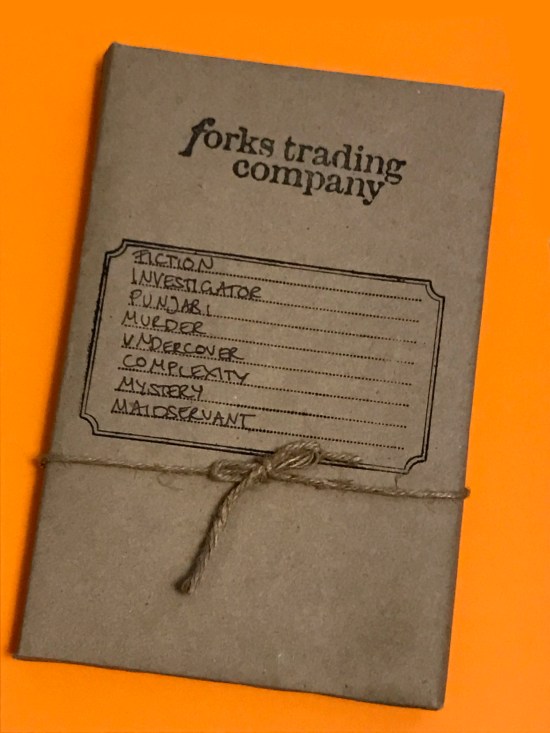 forks trading
company
FICTION
INVESTIGATOR
PUNJABI
MURDER
UNDERCOVER
COMPLEXITY
MYSTERY
MAIDSERVANT